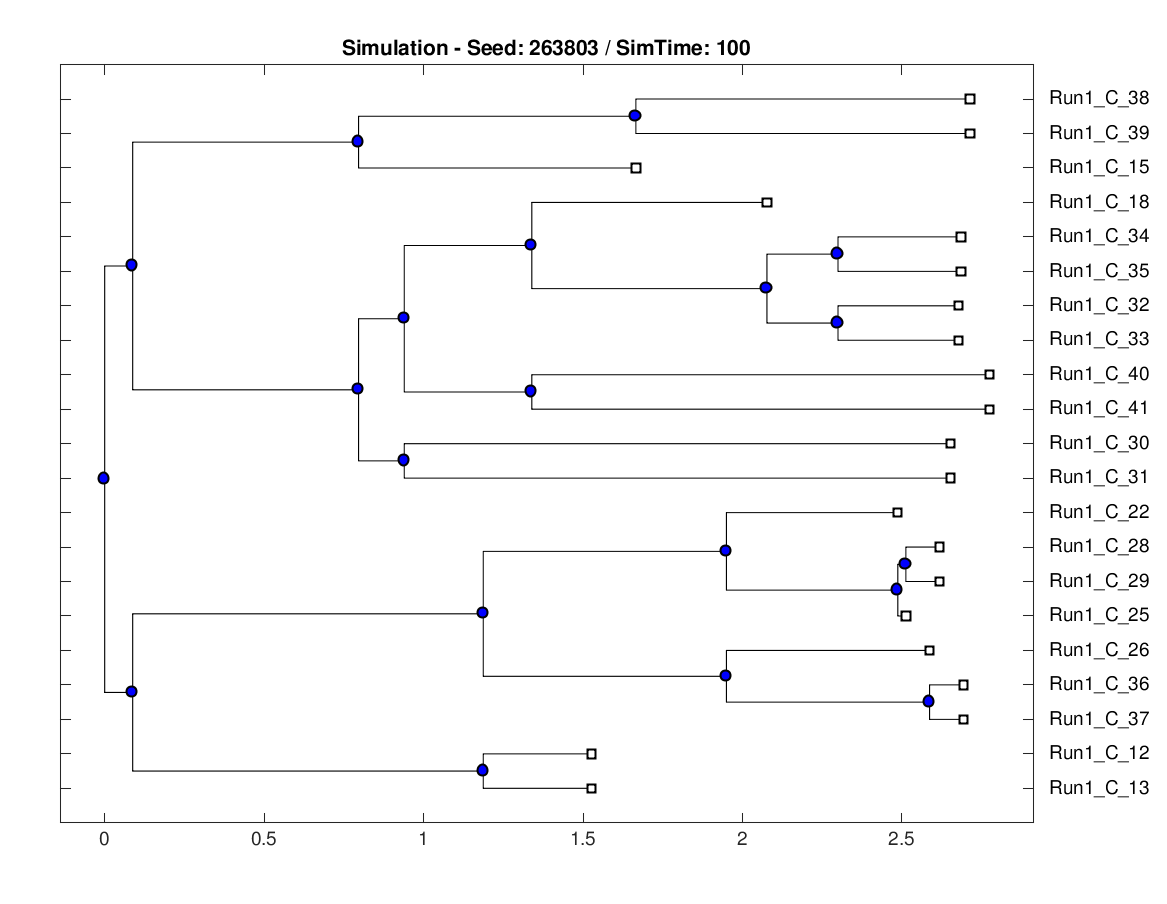 Simulation - Seed: 263803 / SimTime: 100
Run1_C_38
Run1_C_39
Run1_C_15
Run1_C_18
Run1_C_34
Run1_C_35
Run1_C_32
Run1_C_33
Run1_C_40
Run1_C_41
Run1_C_30
Run1_C_31
Run1_C_22
Run1_C_28
Run1_C_29
Run1_C_25
Run1_C_26
Run1_C_36
Run1_C_37
Run1_C_12
Run1_C_13
0 0.5 1 1.5 2 2.5